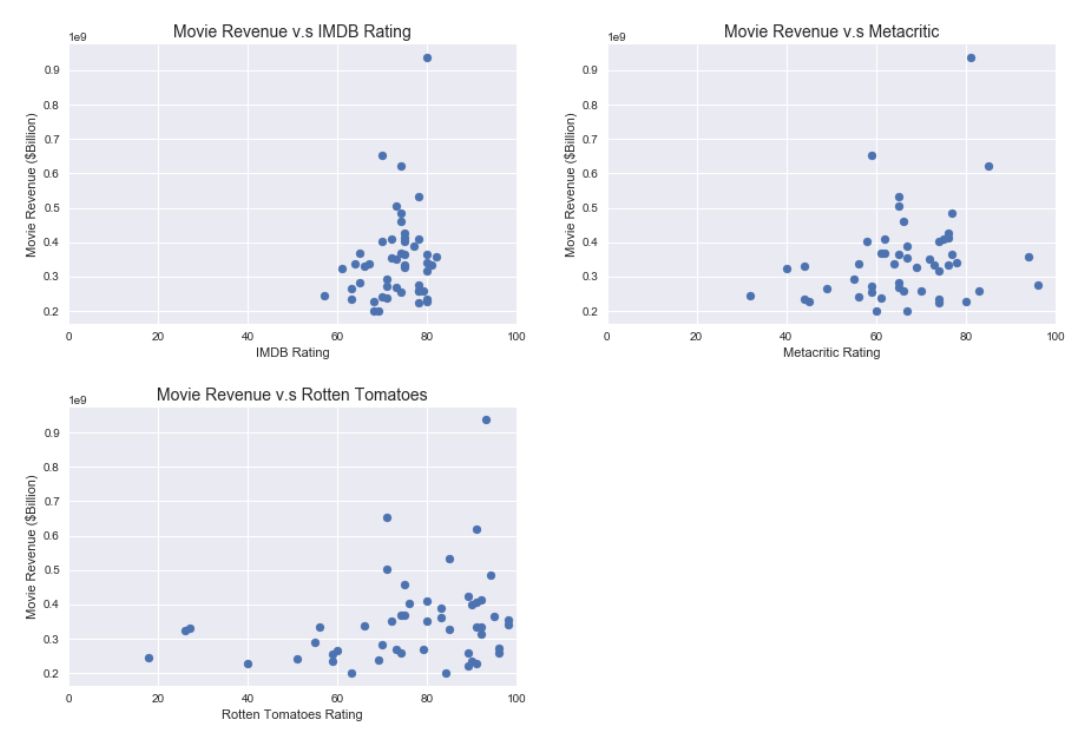 Movie Revenue v.s IMDB Rating
1e9
0.9
0.8
0.7
0.6
0.5
0.4
0.3
0.2
Movie Revenue ($Billion)
0 20 40 60 80 100
IMDB Rating
Movie Revenue v.s Metacritic
1e9
0.9
0.8
0.7
0.6
0.5
0.4
0.3
0.2
Movie Revenue ($Billion)
0 20 40 60 80 100
Metacritic Rating
Movie Revenue v.s Rotten Tomatoes
1e9
0.9
0.8
0.7
0.6
0.5
0.4
0.3
0.2
Movie Revenue ($Billion)
0 20 40 60 80 100
Rotten Tomatoes Rating